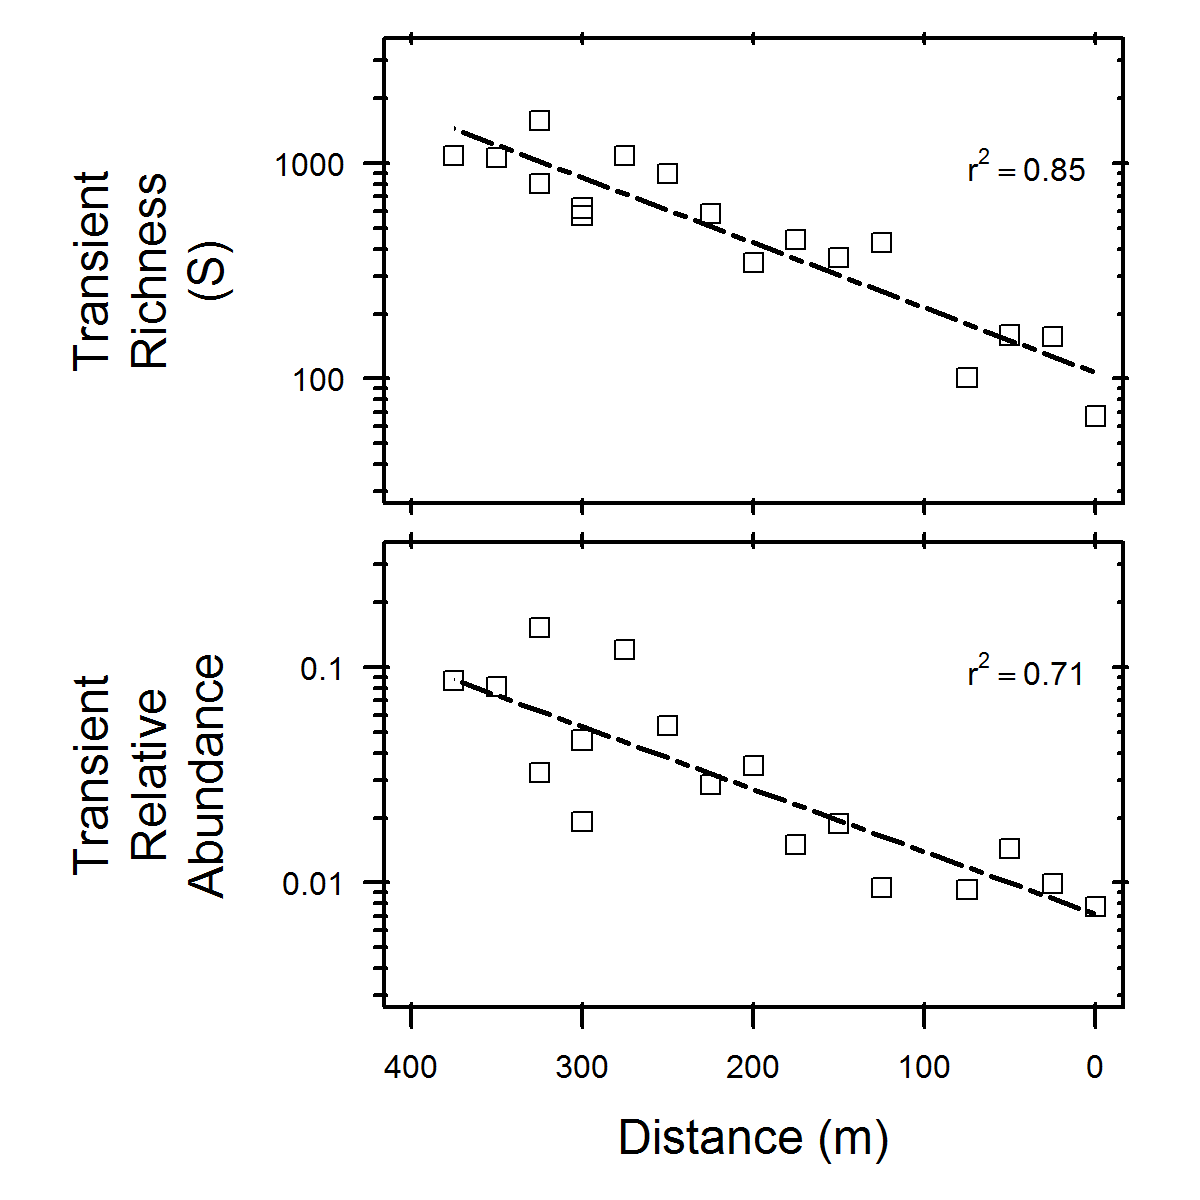 Transient
Richness
(S)
1000
100
r² = 0.85
Transient
Relative
Abundance
0.1
0.01
r² = 0.71
400 300 200 100 0
Distance (m)